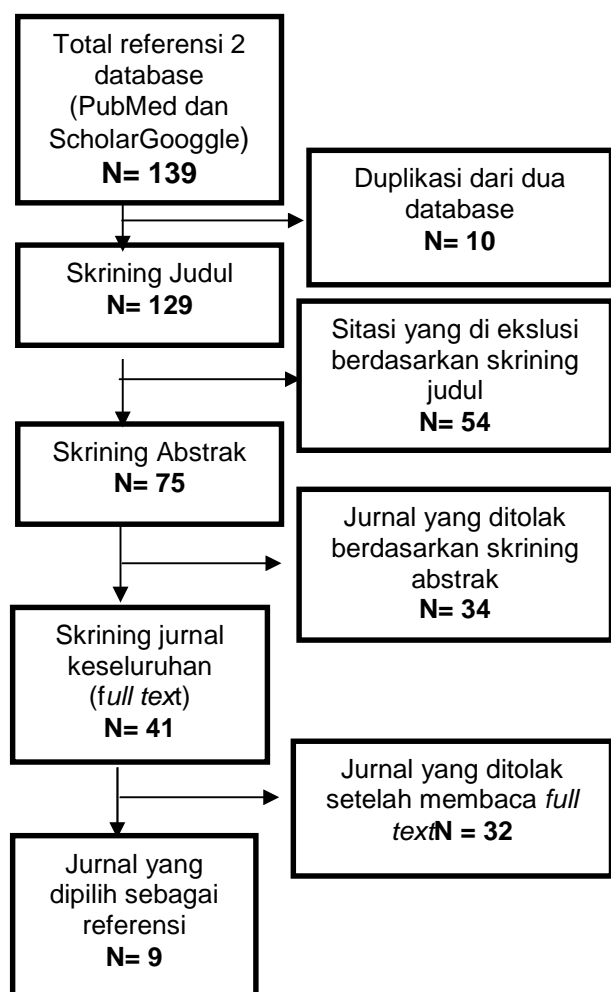 Total referensi 2
database
(PubMed dan
ScholarGooggle)
N= 139
Duplikasi dari dua
database
N= 10
Skrining Judul
N= 129
Sitasi yang di ekslusi
berdasarkan skrining
judul
N= 54
Skrining Abstrak
N= 75
Jurnal yang ditolak
berdasarkan skrining
abstrak
N= 34
Skrining jurnal
keseluruhan
(full text)
N= 41
Jurnal yang ditolak
setelah membaca full
textN = 32
Jurnal yang
dipilih sebagai
referensi
N= 9